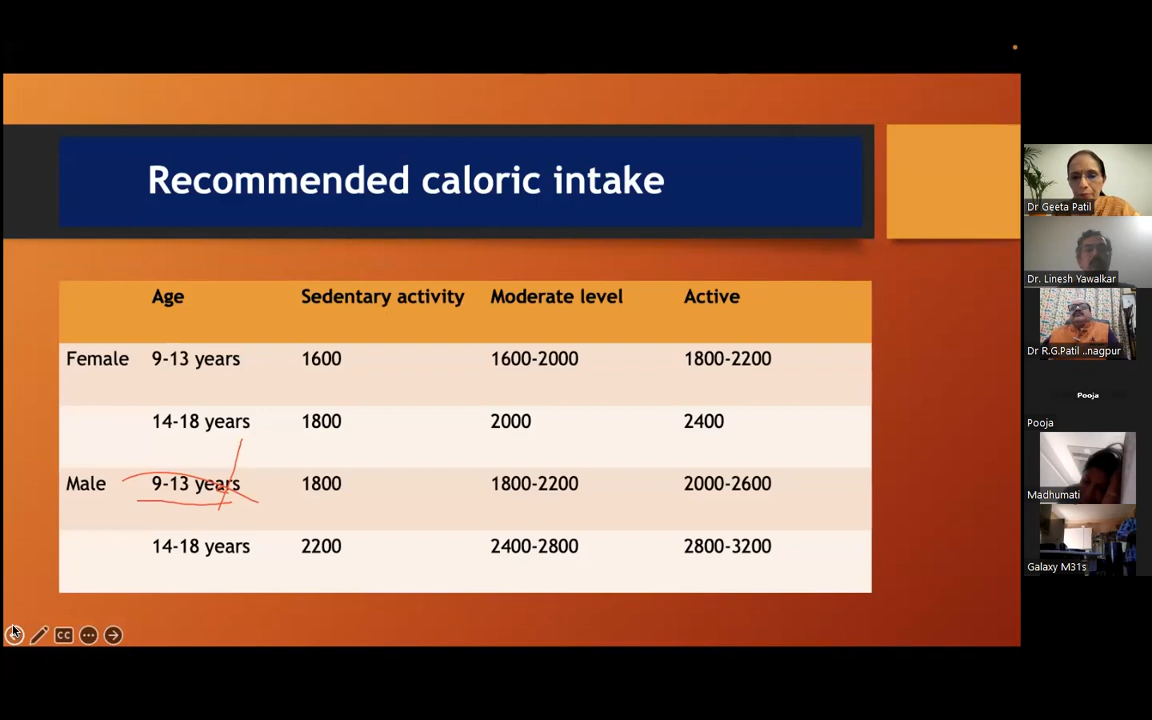 Recommended caloric intake
Age Sedentary activity Moderate level Active
Female 9-13 years 1600 1600-2000 1800-2200
14-18 years 1800 2000 2400
Male 9-13 years 1800 1800-2200 2000-2600
14-18 years 2200 2400-2800 2800-3200
CC
Dr Geeta Patil
Dr. Linesh Yawalkar
Dr R.G.Patil ..nagpur
Pooja
Pooja
Madhumati
Galaxy M31s